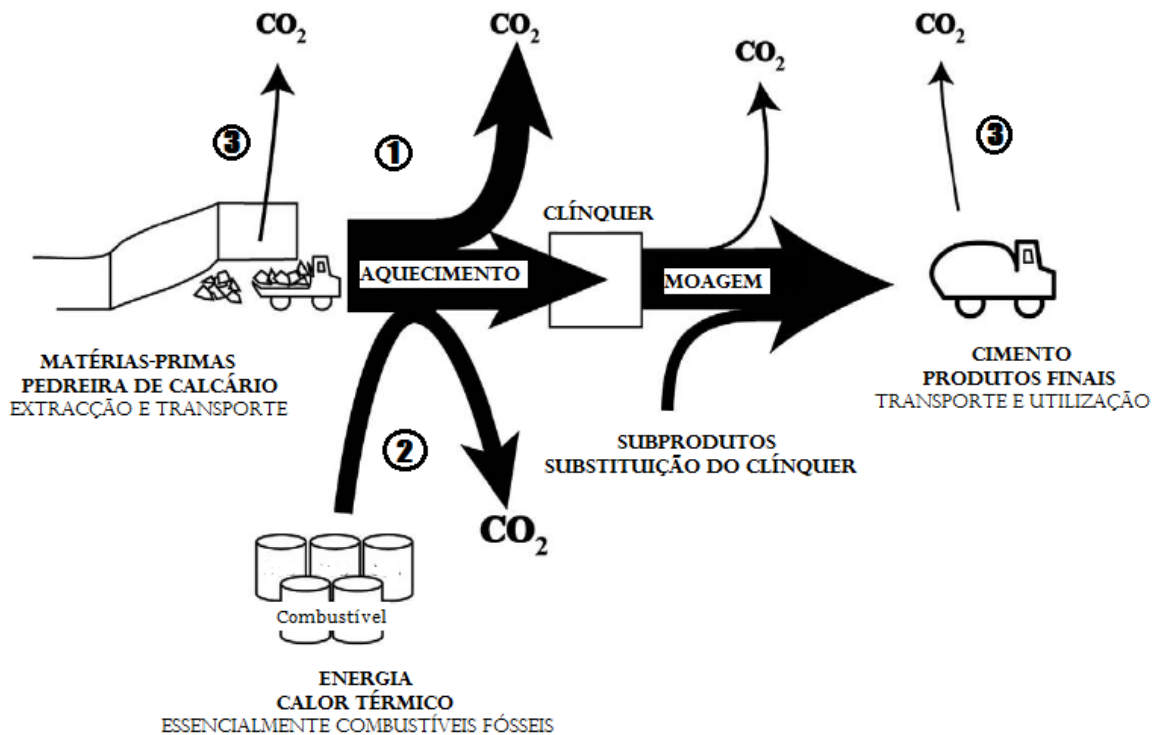 CO2
CO2
CO2
CO2
3
1
3
CLÍNQUER
AQUECIMENTO
MOAGEM
MATÉRIAS-PRIMAS
PEDREIRA DE CALCÁRIO
EXTRACÇÃO E TRANSPORTE
CIMENTO
PRODUTOS FINAIS
TRANSPORTE E UTILIZAÇÃO
2
SUBPRODUTOS
SUBSTITUIÇÃO DO CLÍNQUER
CO2
Combustível
ENERGIA
CALOR TÉRMICO
ESSENCIALMENTE COMBUSTÍVEIS FÓSSEIS